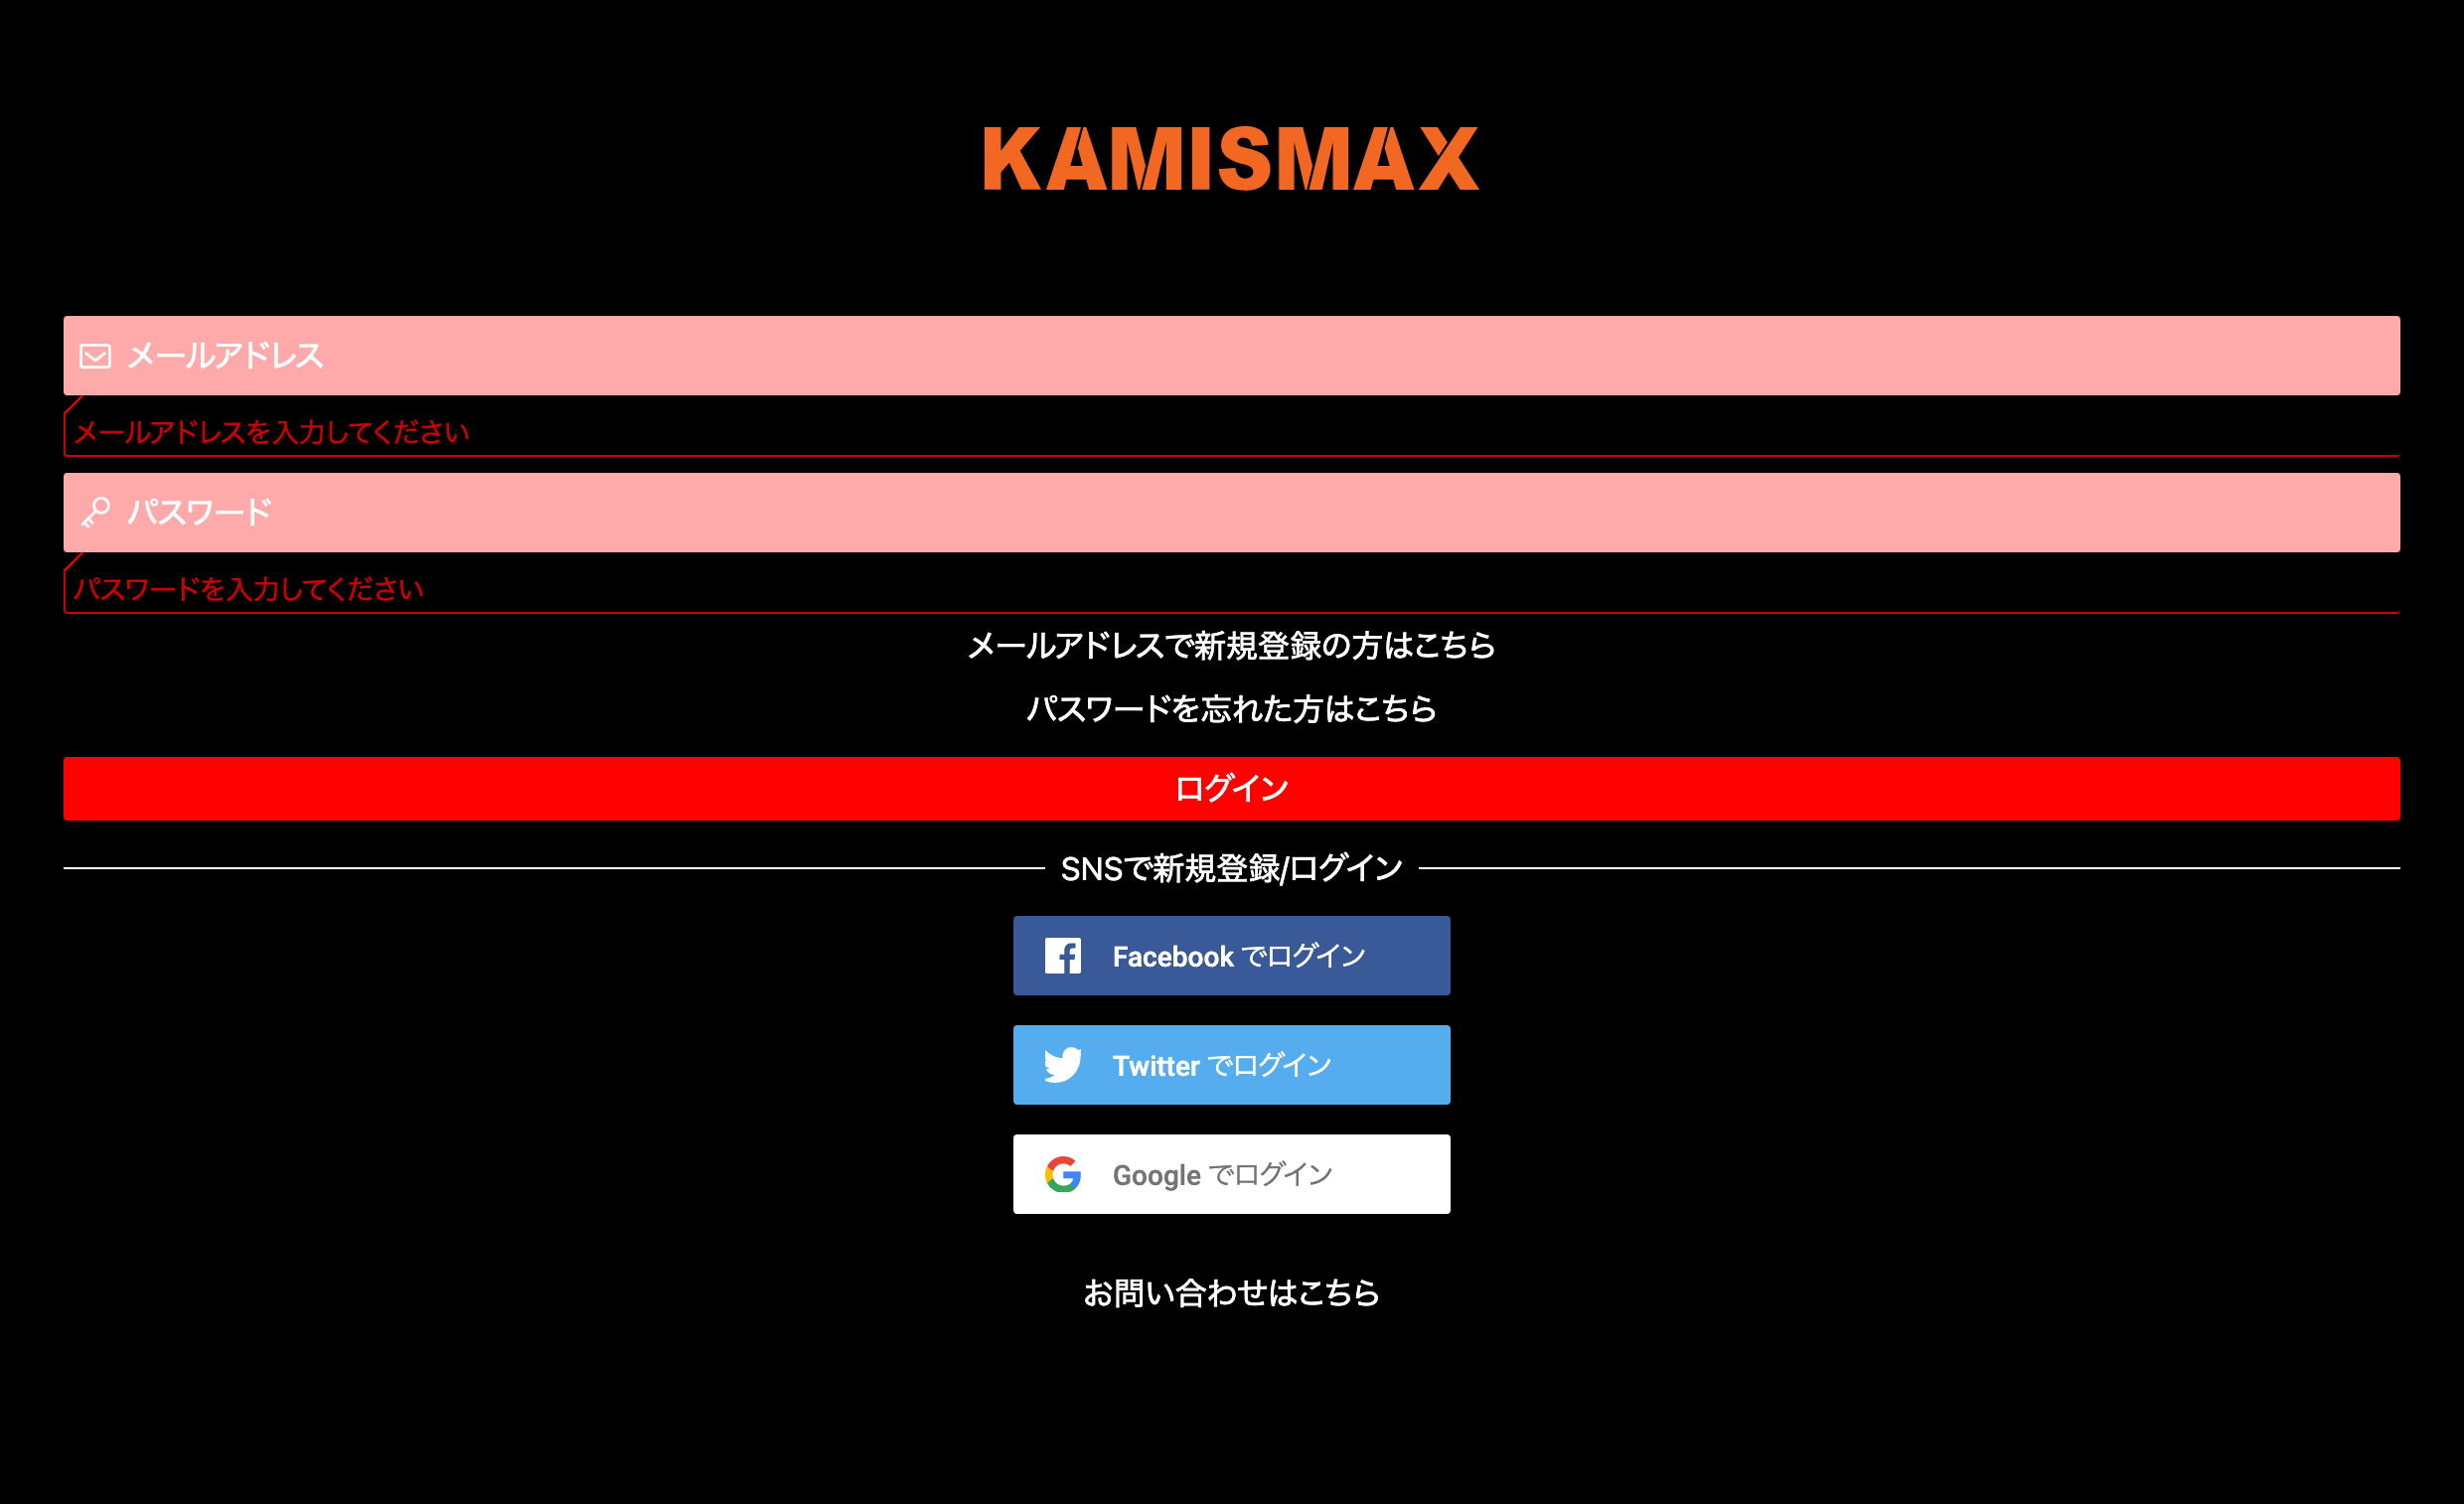 KAMISMAX
メールアドレス
メールアドレスを入力してください
パスワード
パスワードを入力してください
メールアドレスで新規登録の方はこちら
パスワードを忘れた方はこちら
ログイン
SNSで新規登録/ログイン
Facebook でログイン
Twitter でログイン
Google でログイン
お問い合わせはこちら